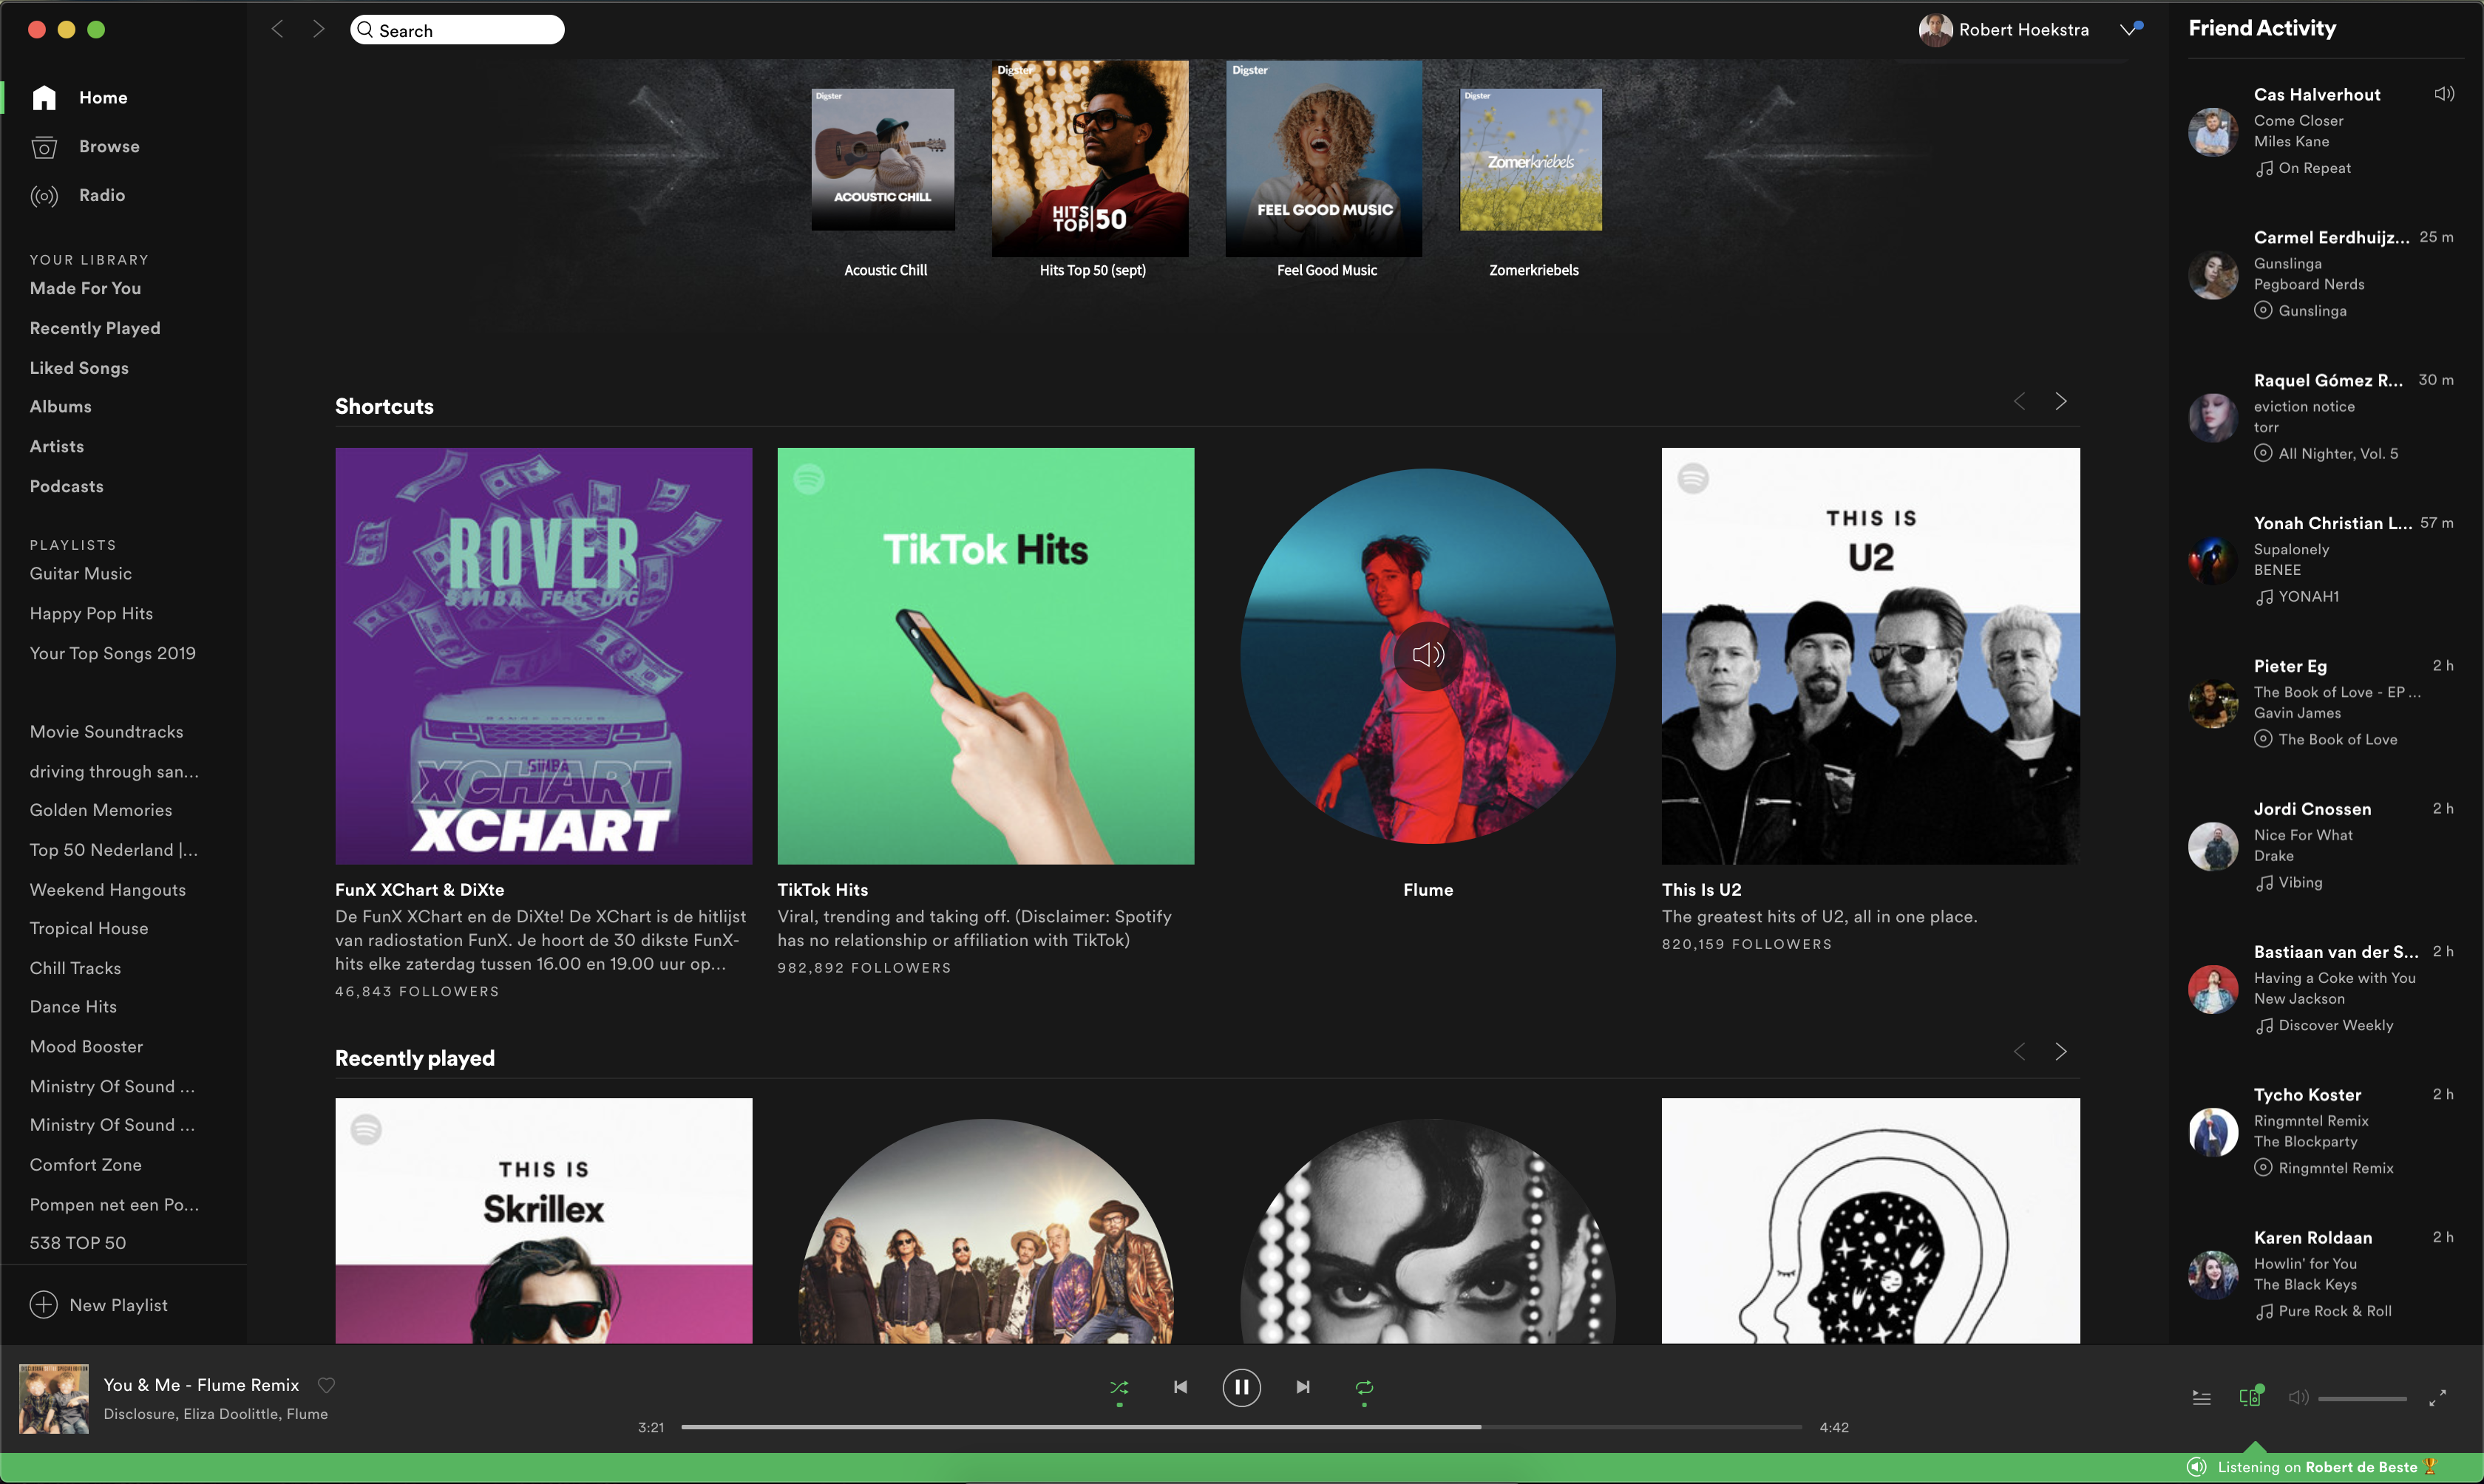 Search
Robert Hoekstra
Home
Browse
Radio
YOUR LIBRARY
Made For You
Recently Played
Liked Songs
Albums
Artists
Podcasts
PLAYLISTS
Guitar Music
Happy Pop Hits
Your Top Songs 2019
Movie Soundtracks
driving through san...
Golden Memories
Top 50 Nederland |...
Weekend Hangouts
Tropical House
Chill Tracks
Dance Hits
Mood Booster
Ministry Of Sound ...
Ministry Of Sound ...
Comfort Zone
Pompen net een Po...
538 TOP 50
New Playlist
Digster
ACOUSTIC CHILL
Acoustic Chill
Digster
HITS TOP 50
Hits Top 50 (sept)
Digster
FEEL GOOD MUSIC
Feel Good Music
Digster
Zomerkriebels
Zomerkriebels
Shortcuts
ROVER
SIMBA FEAT. DTG
RANGE ROVER
SIMBA
XCHART
XCHART
FunX XChart & DiXte
De FunX XChart en de DiXte! De XChart is de hitlijst
van radiostation FunX. Je hoort de 30 dikste FunX-
hits elke zaterdag tussen 16.00 en 19.00 uur op...
46,843 FOLLOWERS
TikTok Hits
TikTok Hits
Viral, trending and taking off. (Disclaimer: Spotify
has no relationship or affiliation with TikTok)
982,892 FOLLOWERS
Flume
THIS IS
U2
This Is U2
The greatest hits of U2, all in one place.
820,159 FOLLOWERS
Recently played
THIS IS
Skrillex
Friend Activity
Cas Halverhout
Come Closer
Miles Kane
On Repeat
Carmel Eerdhuijz... 25 m
Gunslinga
Pegboard Nerds
Gunslinga
Raquel Gómez R... 30 m
eviction notice
torr
All Nighter, Vol. 5
Yonah Christian L... 57 m
Supalonely
BENEE
YONAH1
Pieter Eg 2 h
The Book of Love - EP ...
Gavin James
The Book of Love
Jordi Cnossen 2 h
Nice For What
Drake
Vibing
Bastiaan van der S... 2 h
Having a Coke with You
New Jackson
Discover Weekly
Tycho Koster 2 h
Ringmntel Remix
The Blockparty
Ringmntel Remix
Karen Roldaan 2 h
Howlin' for You
The Black Keys
Pure Rock & Roll
You & Me - Flume Remix
Disclosure, Eliza Doolittle, Flume
3:21
4:42
Listening on Robert de Beste 🏆